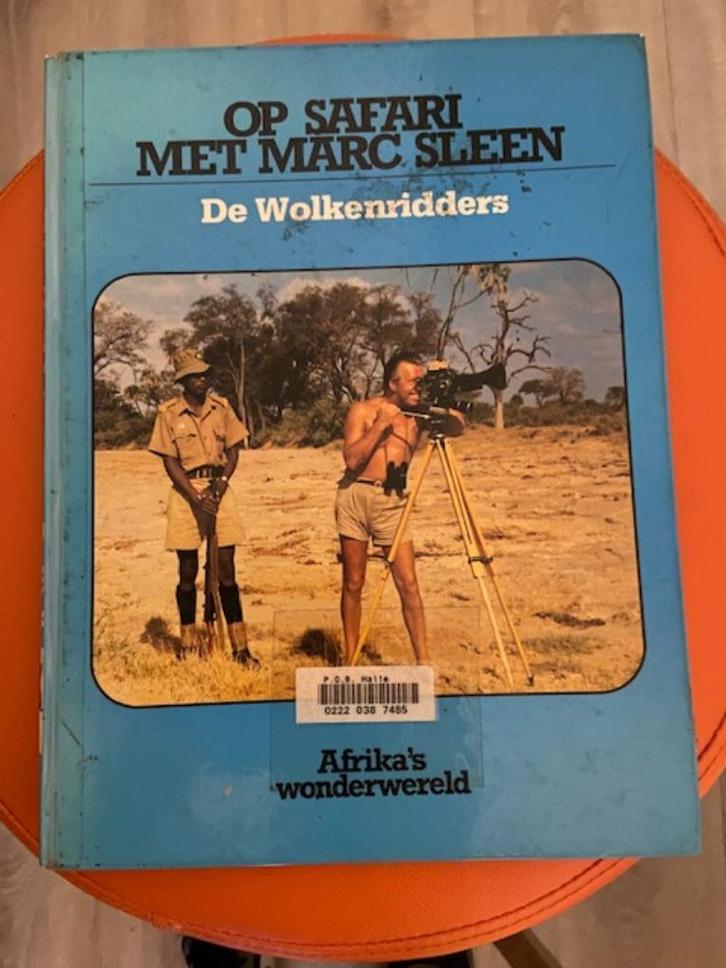 OP SAFARI
MET MARC SLEEN
De Wolkenridders
P.O.B. Halle
0222 038 7485
Afrika's
wonderwereld